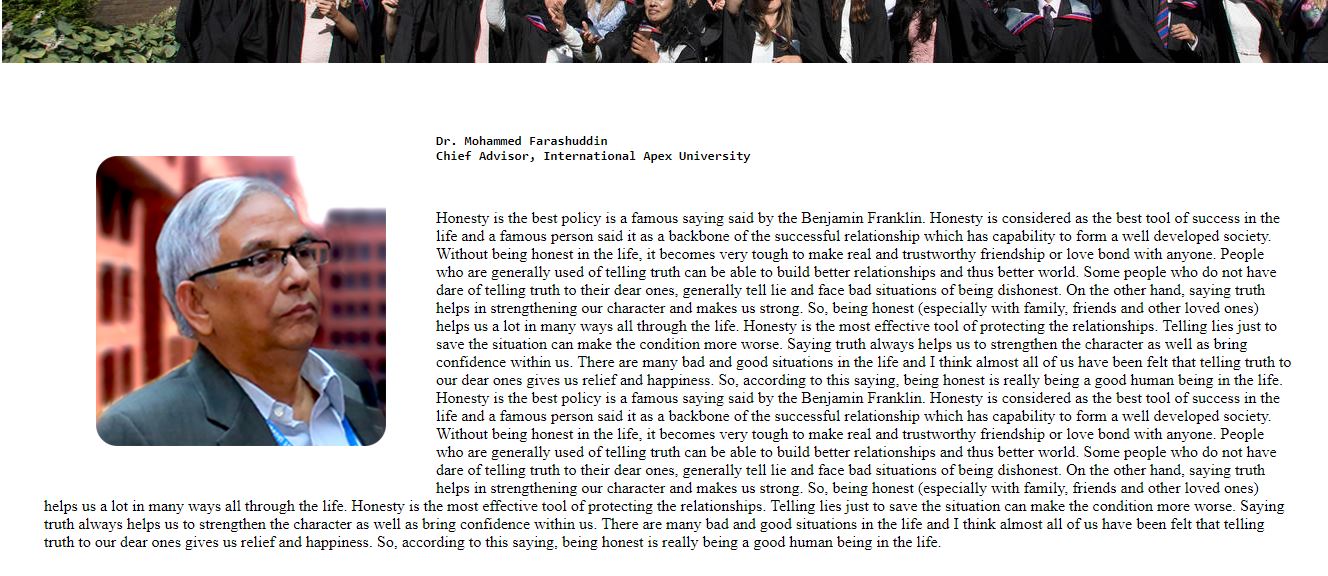 Dr. Mohammed Farashuddin
Chief Advisor, International Apex University
Honesty is the best policy is a famous saying said by the Benjamin Franklin. Honesty is considered as the best tool of success in the
life and a famous person said it as a backbone of the successful relationship which has capability to form a well developed society.
Without being honest in the life, it becomes very tough to make real and trustworthy friendship or love bond with anyone. People
who are generally used of telling truth can be able to build better relationships and thus better world. Some people who do not have
dare of telling truth to their dear ones, generally tell lie and face bad situations of being dishonest. On the other hand, saying truth
helps in strengthening our character and makes us strong. So, being honest (especially with family, friends and other loved ones)
helps us a lot in many ways all through the life. Honesty is the most effective tool of protecting the relationships. Telling lies just to
save the situation can make the condition more worse. Saying truth always helps us to strengthen the character as well as bring
confidence within us. There are many bad and good situations in the life and I think almost all of us have been felt that telling truth to
our dear ones gives us relief and happiness. So, according to this saying, being honest is really being a good human being in the life.
Honesty is the best policy is a famous saying said by the Benjamin Franklin. Honesty is considered as the best tool of success in the
life and a famous person said it as a backbone of the successful relationship which has capability to form a well developed society.
Without being honest in the life, it becomes very tough to make real and trustworthy friendship or love bond with anyone. People
who are generally used of telling truth can be able to build better relationships and thus better world. Some people who do not have
dare of telling truth to their dear ones, generally tell lie and face bad situations of being dishonest. On the other hand, saying truth
helps in strengthening our character and makes us strong. So, being honest (especially with family, friends and other loved ones)
helps us a lot in many ways all through the life. Honesty is the most effective tool of protecting the relationships. Telling lies just to save the situation can make the condition more worse. Saying
truth always helps us to strengthen the character as well as bring confidence within us. There are many bad and good situations in the life and I think almost all of us have been felt that telling
truth to our dear ones gives us relief and happiness. So, according to this saying, being honest is really being a good human being in the life.